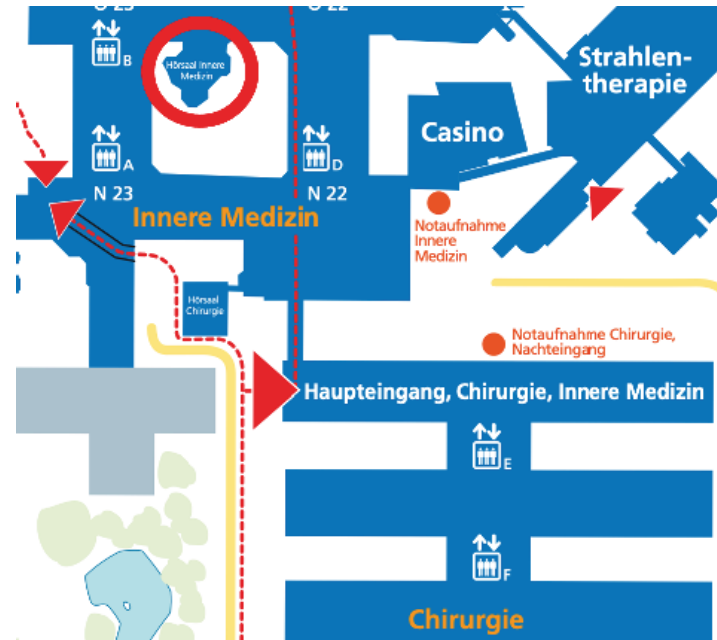 B
Hörsaal Innere
Medizin
Strahlen-
therapie
Casino
A
D
N 23
N 22
Innere Medizin
Notaufnahme
Innere
Medizin
Hörsaal
Chirurgie
Notaufnahme Chirurgie,
Nachteingang
Haupteingang, Chirurgie, Innere Medizin
E
F
Chirurgie